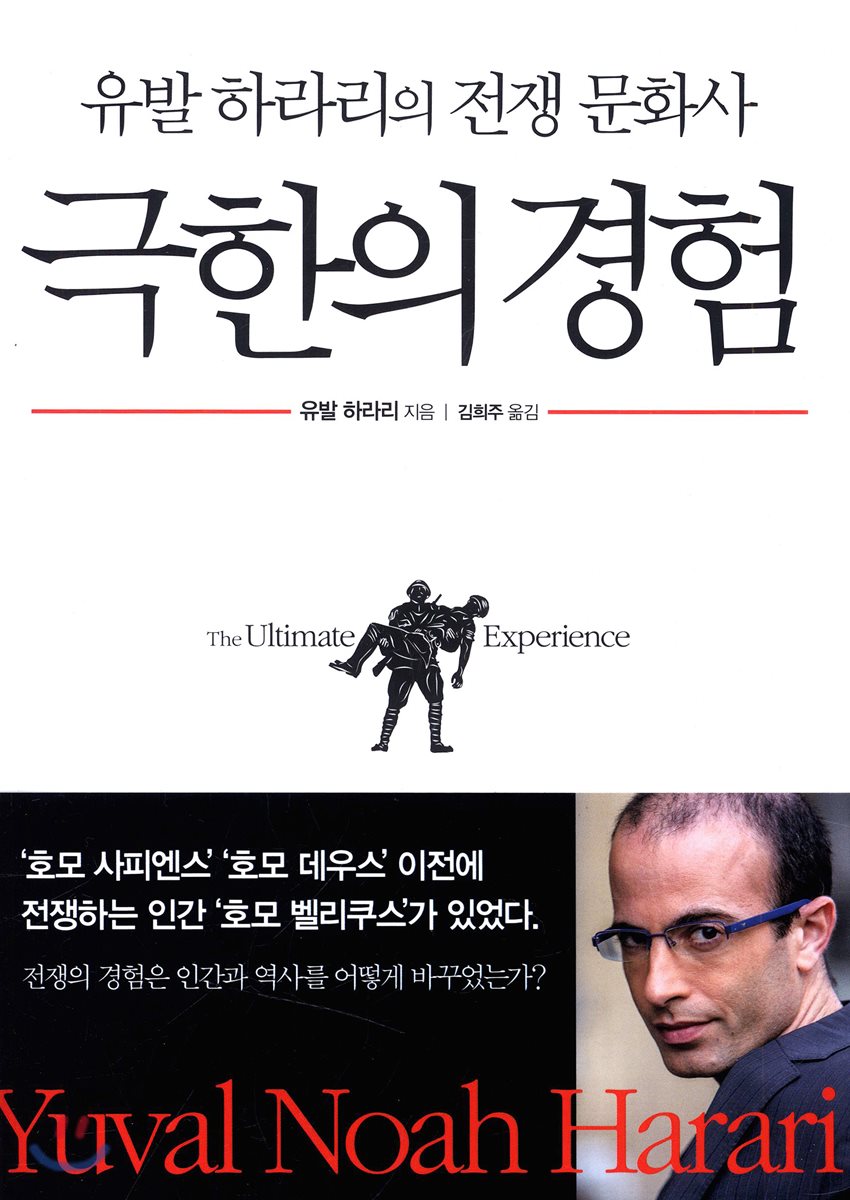 유발 하라리의 전쟁 문화사
극한의 경험
유발 하라리 지음 | 김희주 옮김
The Ultimate Experience
‘호모 사피엔스’ ‘호모 데우스’ 이전에
전쟁하는 인간 ‘호모 벨리쿠스’가 있었다.
전쟁의 경험은 인간과 역사를 어떻게 바꾸었는가?
Yuval Noah Harari